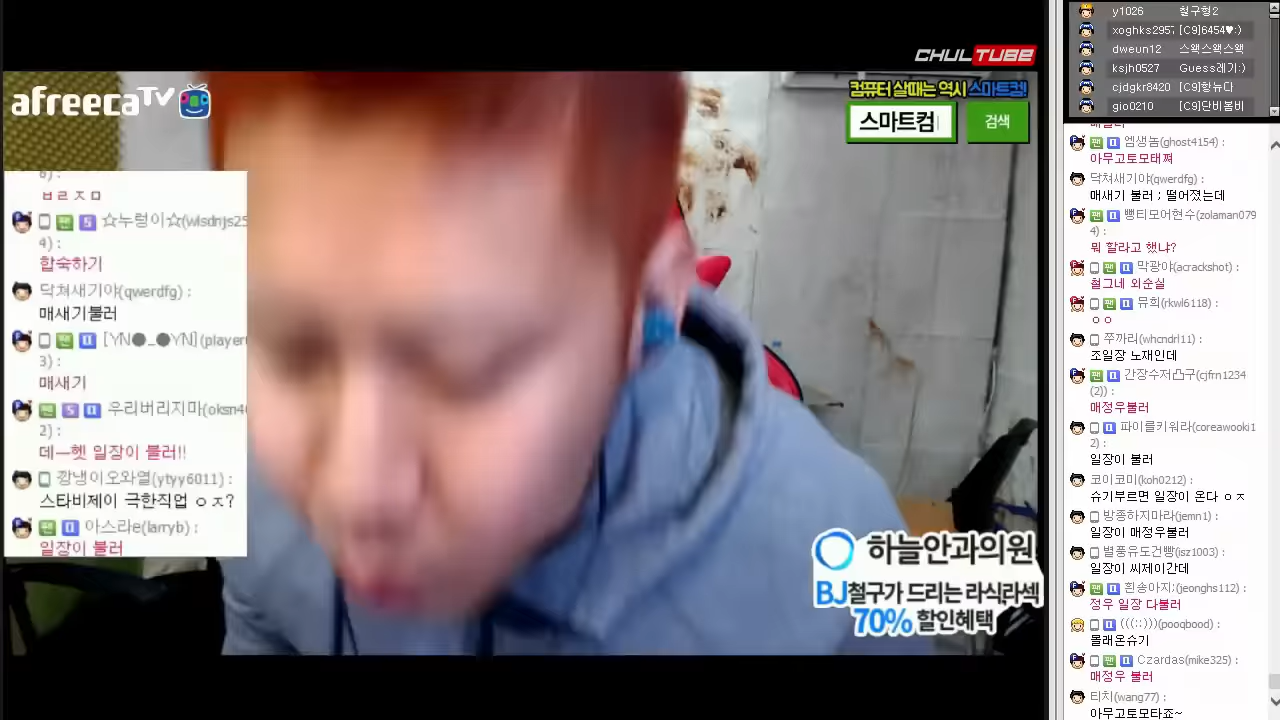 CHULTUBE
afreecaTV
컴퓨터 살때는 역시 스마트컴!
스마트컴
검색
ㅂㄹㅈㅁ
☆누렁이☆(wlsdnjs25
4) :
합숙하기
닥쳐새기야(qwerdfg) :
매새기불러
[YN●_●YN](player
3) :
매새기
우리버리지마(oksn4
2) :
데—헷 일장이 불러!!
깡냉이오와열(ytyy6011) :
스타비제이 극한직업 ㅇㅈ?
아스라e(larryb) :
일장이 불러
하늘안과의원
BJ철구가 드리는 라식라섹
70% 할인혜택
y1026 철구형2
xoghks2957 [C9]6454♥:)
dweun12 스왝스왝스왝
ksjh0527 Guess레기:)
cjdgkr8420 [C9]황뉴다
gio0210 [C9]단비봄비
엠생놈(ghost4154) :
아무고토모태쪄
닥쳐새기야(qwerdfg) :
매새기 불러 ; 떨어졌는데
뻥티모어현수(zolaman079
4) :
뭐 할라고 했냐?
막광야(acrackshot) :
철그네 외순실
뮤희(rkwl6118) :
ㅇㅇ
쭈까리(whcndrl11) :
조일장 노재인데
간장수저凸구(cjfrn1234
(2)) :
매정우불러
파이를키워라(coreawooki1
2) :
일장이 불러
코이코미(koh0212) :
슈기부르면 일장이 온다 ㅇㅈ
방종하지마라(jemn1) :
일장이 매정우불러
별풍유도건빵(isz1003) :
일장이 씨제이간데
흰송아지;(jeonghs112) :
정우 일장 다불러
(((::)))(pooqbood) :
몰래온슈기
Czardas(mike325) :
매정우 불러
티치(wang77) :
아무고토모타죠~